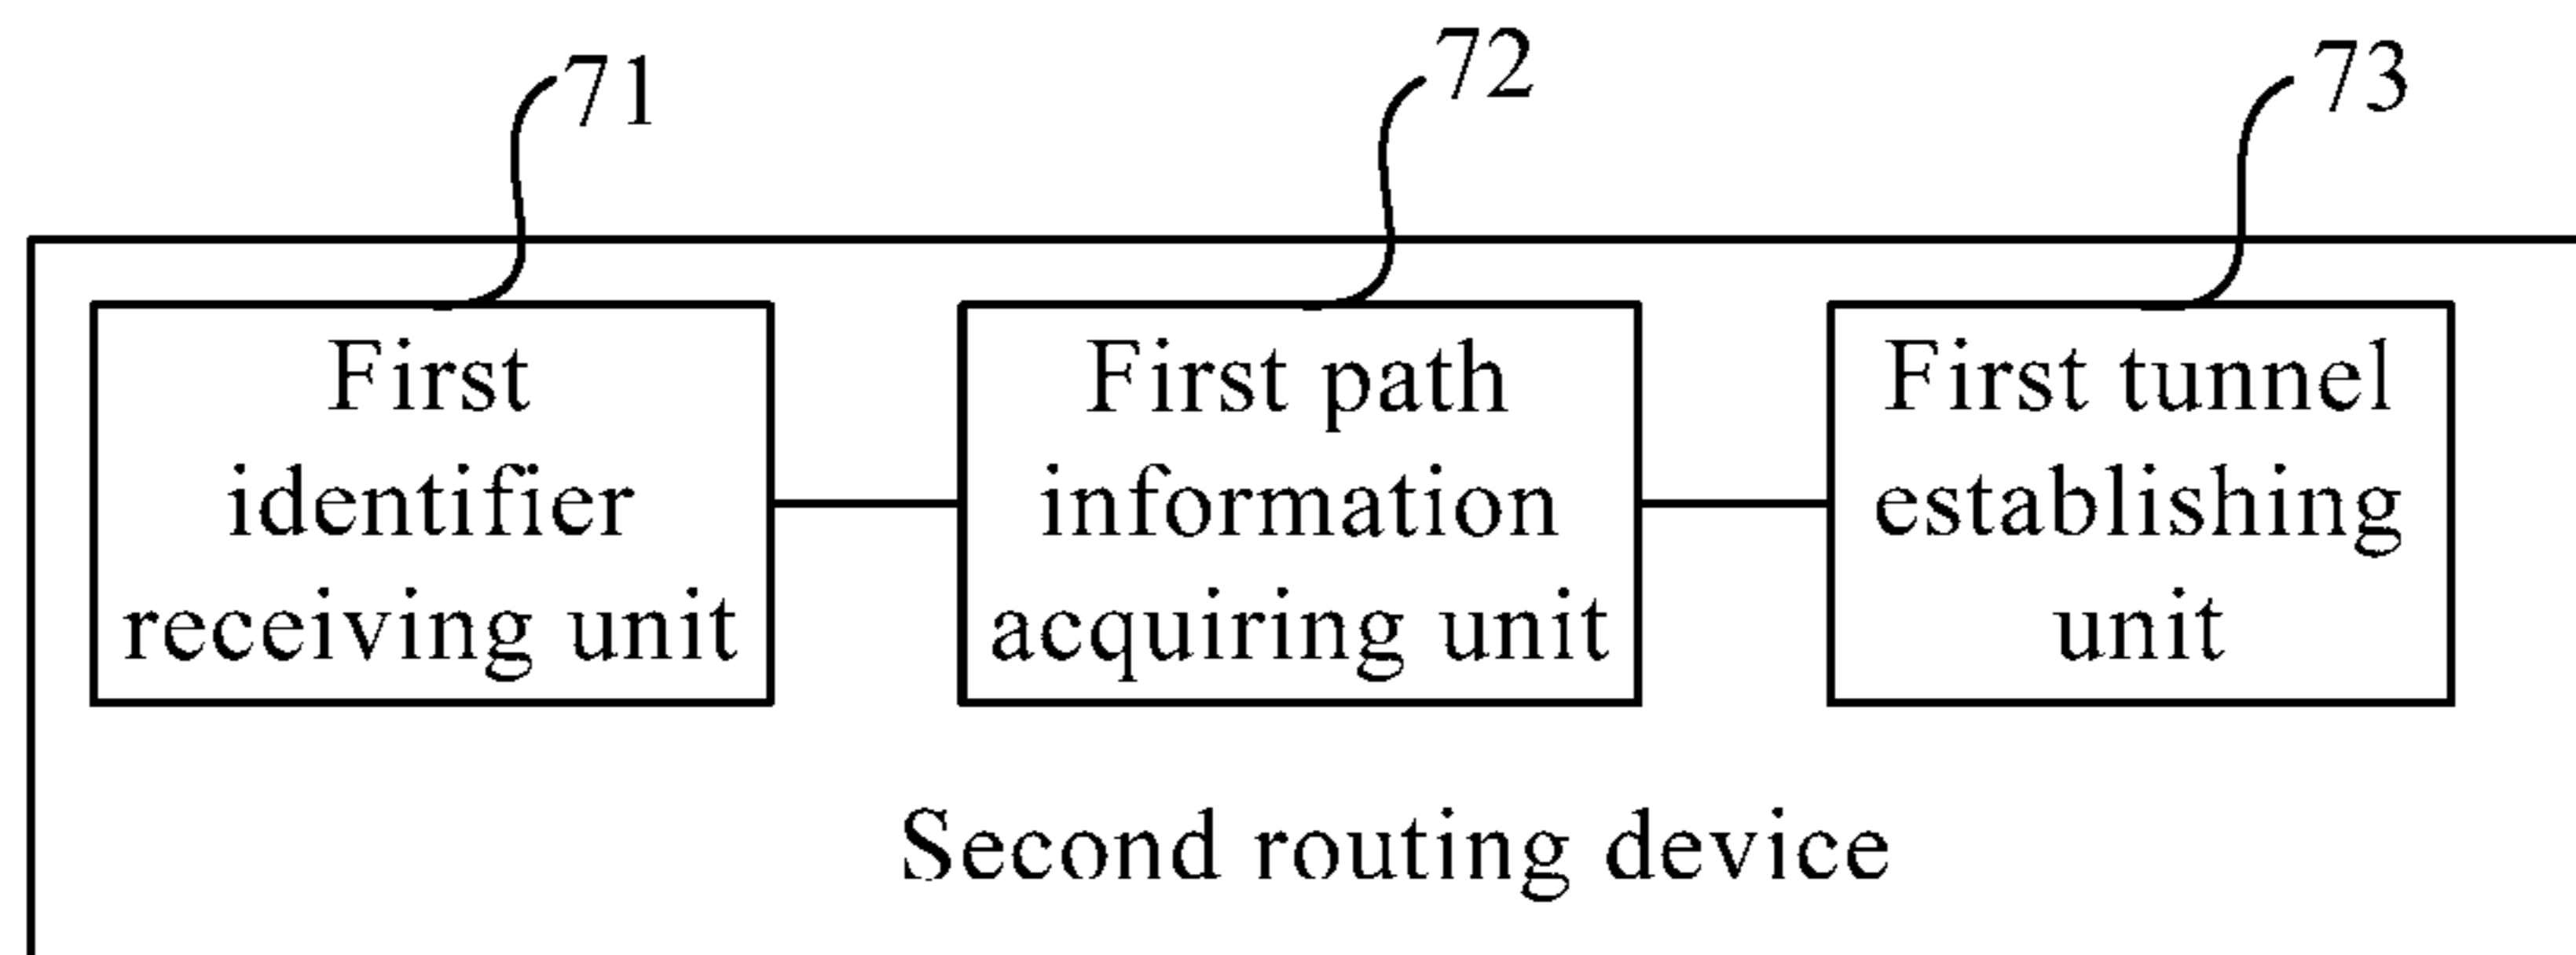 71
72
73
First
identifier
receiving unit
First path
information
acquiring unit
First tunnel
establishing
unit
Second routing device